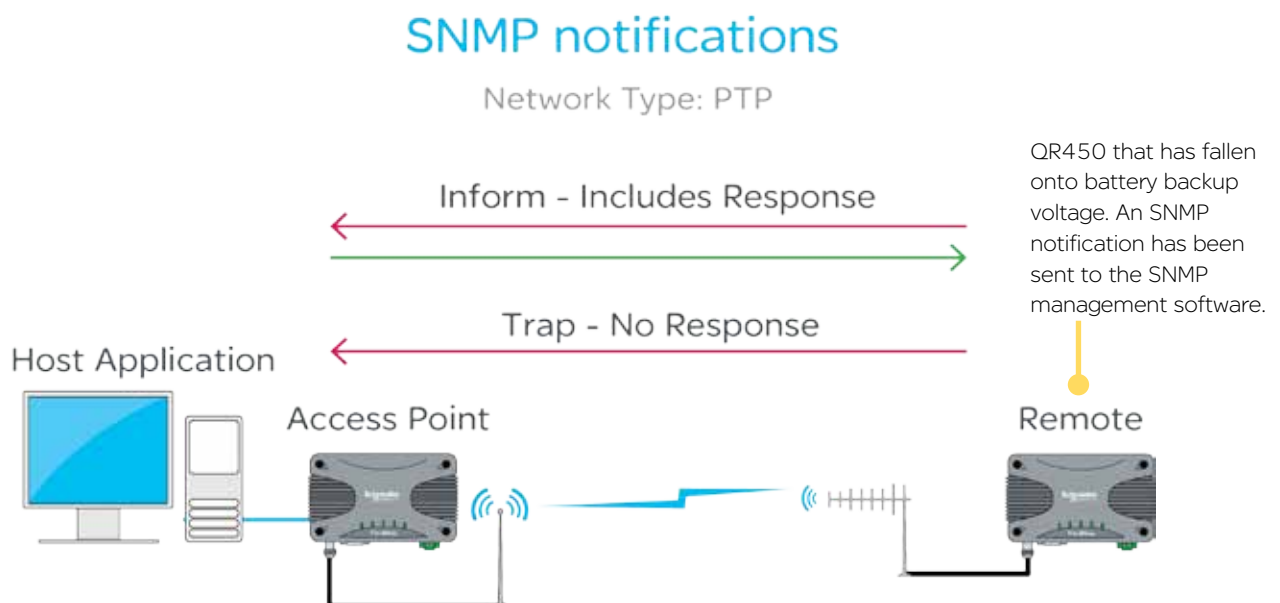 SNMP notifications
Network Type: PTP
QR450 that has fallen
onto battery backup
voltage. An SNMP
notification has been
sent to the SNMP
management software.
Inform - Includes Response
Trap - No Response
Host Application
Access Point
Remote